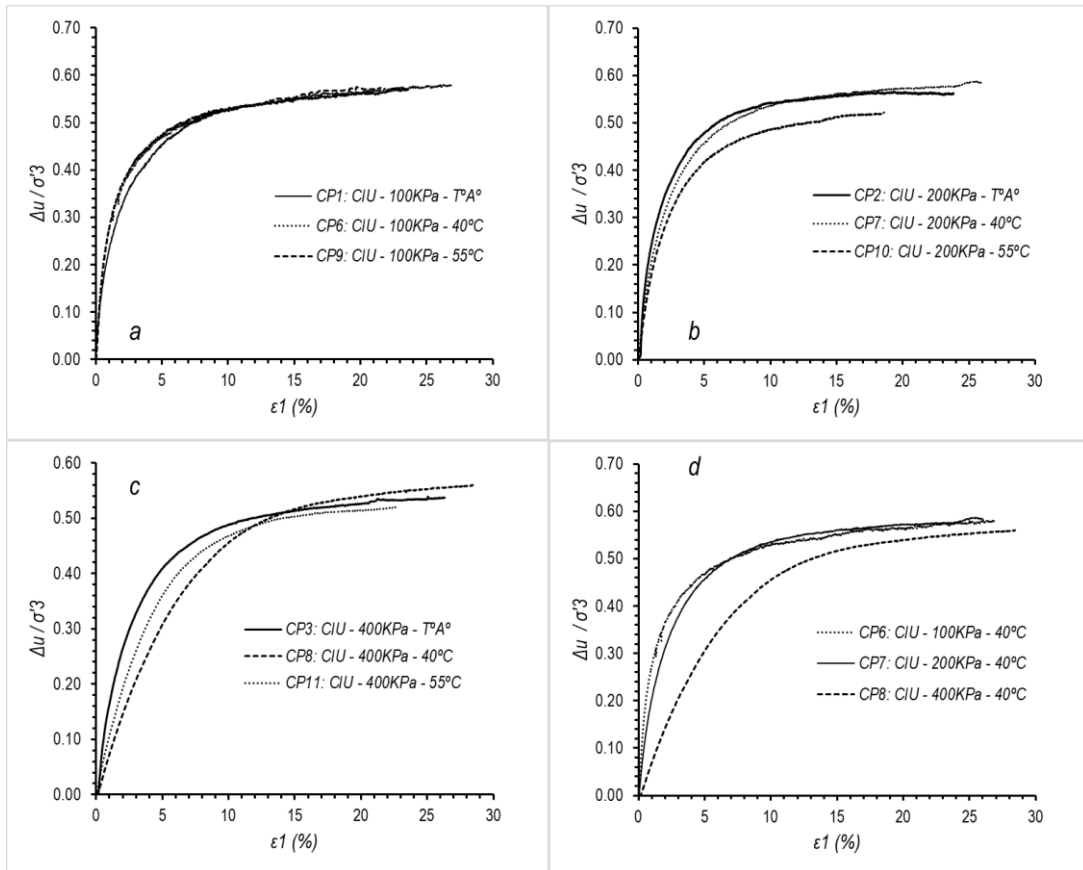 0.70
0.60
0.50
0.40
0.30
0.20
0.10
0.00
Δu / σ'3
CP1: CIU - 100KPa - TºAº
CP6: CIU - 100KPa - 40ºC
CP9: CIU - 100KPa - 55ºC
a
0 5 10 15 20 25 30
ε1 (%)
0.70
0.60
0.50
0.40
0.30
0.20
0.10
0.00
Δu / σ'3
CP2: CIU - 200KPa - TºAº
CP7: CIU - 200KPa - 40ºC
CP10: CIU - 200KPa - 55ºC
b
0 5 10 15 20 25 30
ε1 (%)
c
0.60
0.50
0.40
0.30
0.20
0.10
0.00
Δu / σ'3
CP3: CIU - 400KPa - TºAº
CP8: CIU - 400KPa - 40ºC
CP11: CIU - 400KPa - 55ºC
0 5 10 15 20 25 30
ε1 (%)
d
0.70
0.60
0.50
0.40
0.30
0.20
0.10
0.00
Δu / σ'3
CP6: CIU - 100KPa - 40ºC
CP7: CIU - 200KPa - 40ºC
CP8: CIU - 400KPa - 40ºC
0 5 10 15 20 25 30
ε1 (%)